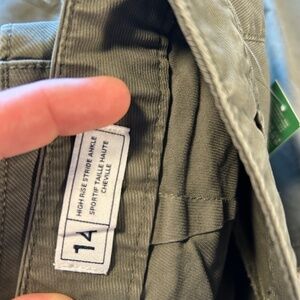 14
HIGH RISE STRIDE ANKLE
SPORTIF TAILLE HAUTE
CHEVILLE